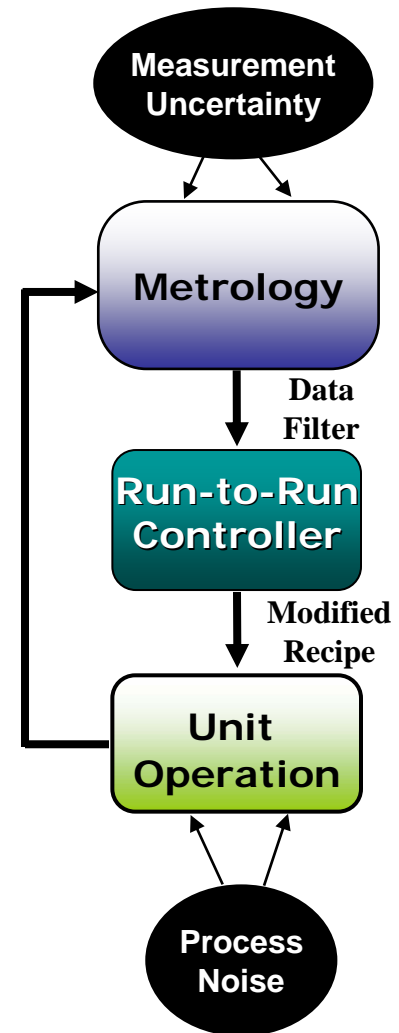 Measurement
Uncertainty
Metrology
Data
Filter
Run-to-Run
Controller
Modified
Recipe
Unit
Operation
Process
Noise